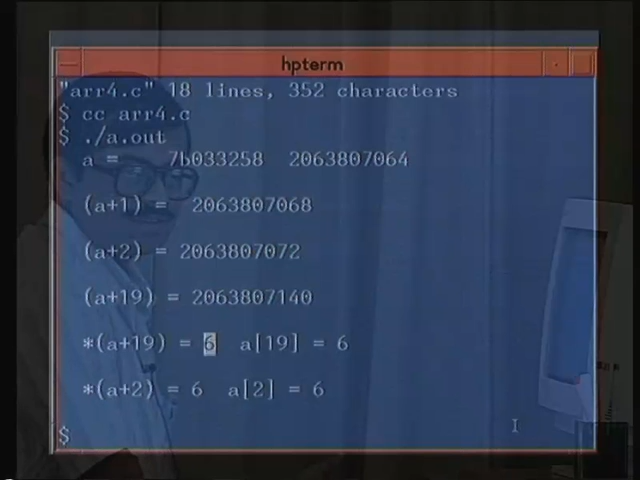 hpterm
"arr4.c" 18 lines, 352 characters
$ cc arr4.c
$ ./a.out
a =    7b033258  2063807064
(a+1) =  2063807068
(a+2) = 2063807072
(a+19) = 2063807140
*(a+19) = 6  a[19] = 6
*(a+2) = 6  a[2] = 6
$